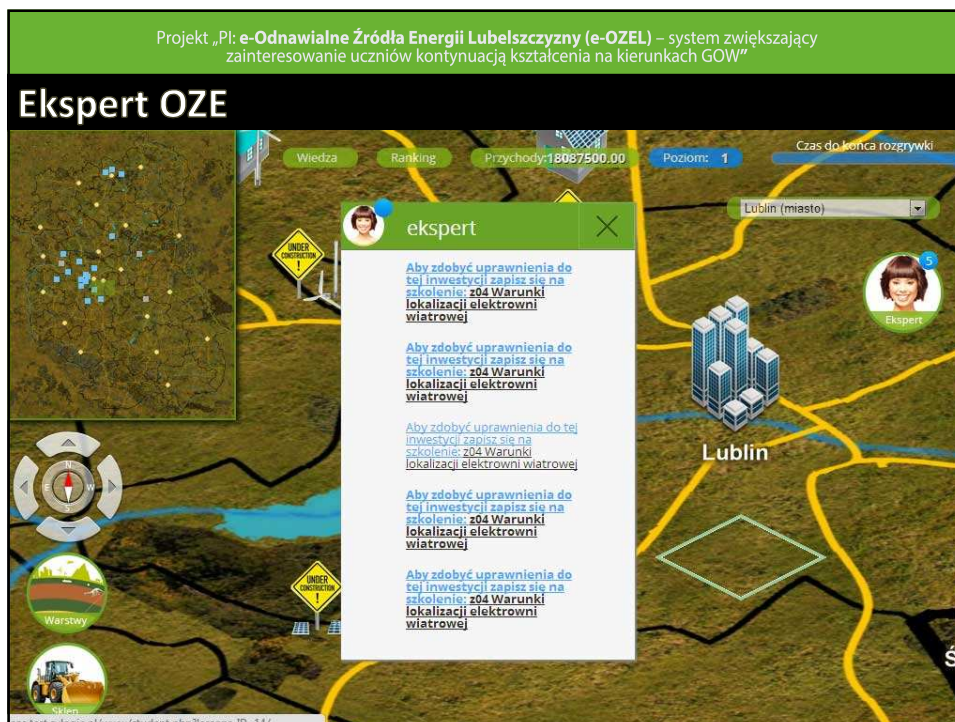 Projekt „PI: e-Odnawialne Źródła Energii Lubelszczyzny (e-OZEL) – system zwiększający
zainteresowanie uczniów kontynuacją kształcenia na kierunkach GOW”
Ekspert OZE
Wiedza
Ranking
Przychody:18087500.00
Poziom: 1
Czas do końca rozgrywki
Lublin (miasto)
ekspert
Aby zdobyć uprawnienia do
tej inwestycji zapisz się na
szkolenie: z04 Warunki
lokalizacji elektrowni
wiatrowej
Aby zdobyć uprawnienia do
tej inwestycji zapisz się na
szkolenie: z04 Warunki
lokalizacji elektrowni
wiatrowej
Aby zdobyć uprawnienia do tej
inwestycji zapisz się na
szkolenie: z04 Warunki
lokalizacji elektrowni wiatrowej
Aby zdobyć uprawnienia do
tej inwestycji zapisz się na
szkolenie: z04 Warunki
lokalizacji elektrowni
wiatrowej
Aby zdobyć uprawnienia do
tej inwestycji zapisz się na
szkolenie: z04 Warunki
lokalizacji elektrowni
wiatrowej
UNDER
CONSTRUCTION
!
5
Ekspert
Lublin
N
E W
S
UNDER
CONSTRUCTION
!
Warstwy
Sklep
Ś